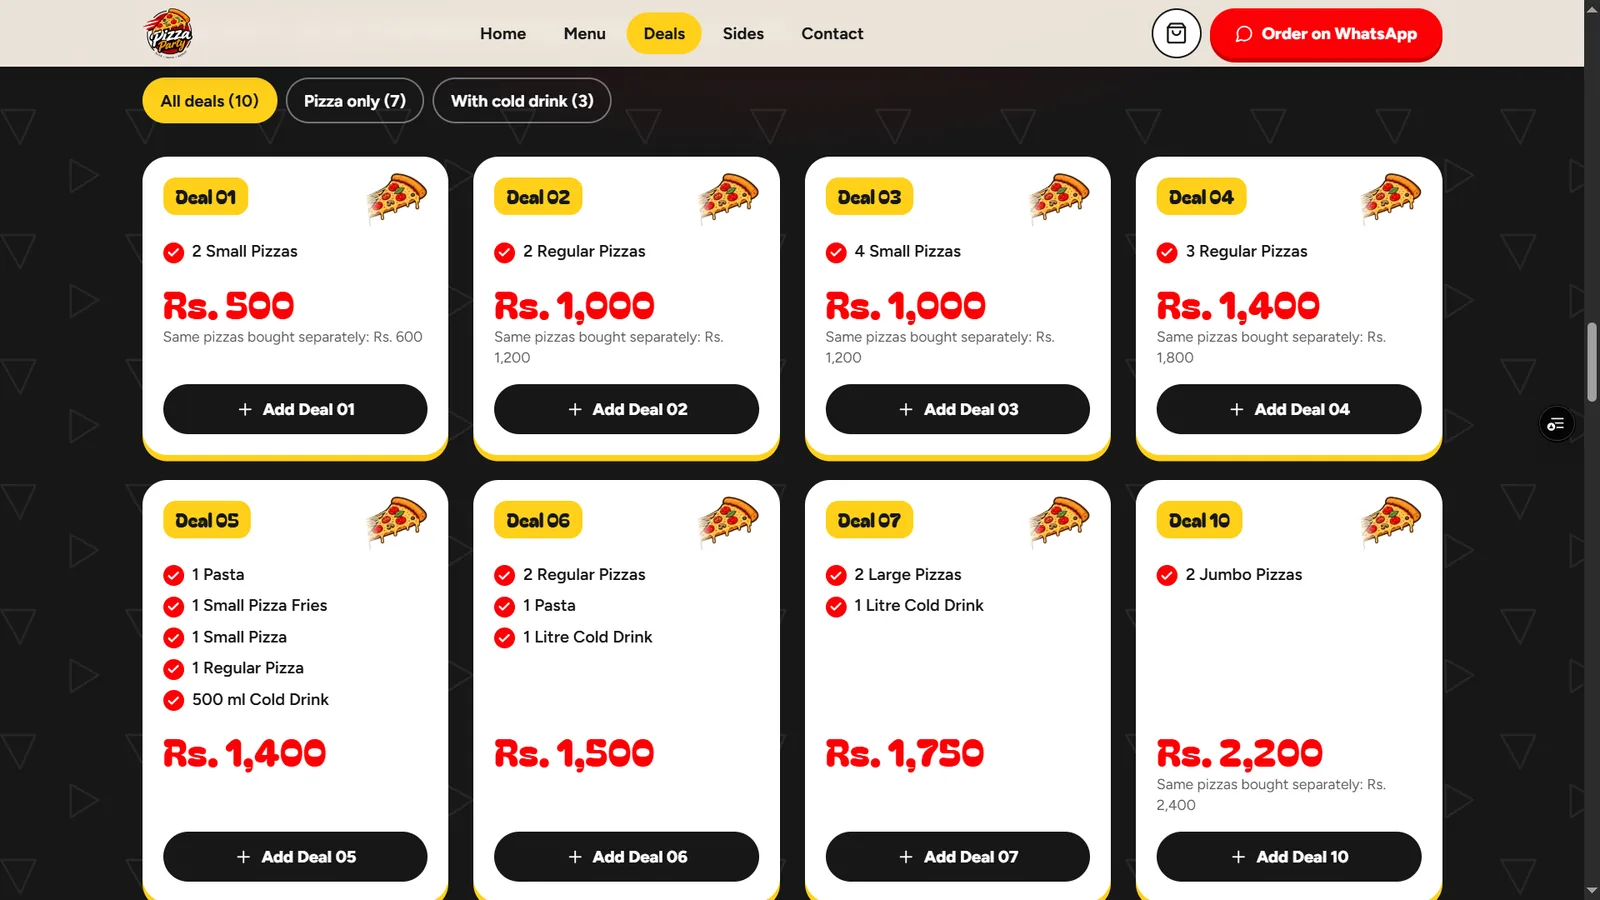 Pizza Party
Home
Menu
Deals
Sides
Contact
Order on WhatsApp
All deals (10)
Pizza only (7)
With cold drink (3)
Deal 01
2 Small Pizzas
Rs. 500
Same pizzas bought separately: Rs. 600
+ Add Deal 01
Deal 02
2 Regular Pizzas
Rs. 1,000
Same pizzas bought separately: Rs.
1,200
+ Add Deal 02
Deal 03
4 Small Pizzas
Rs. 1,000
Same pizzas bought separately: Rs.
1,200
+ Add Deal 03
Deal 04
3 Regular Pizzas
Rs. 1,400
Same pizzas bought separately: Rs.
1,800
+ Add Deal 04
Deal 05
1 Pasta
1 Small Pizza Fries
1 Small Pizza
1 Regular Pizza
500 ml Cold Drink
Rs. 1,400
+ Add Deal 05
Deal 06
2 Regular Pizzas
1 Pasta
1 Litre Cold Drink
Rs. 1,500
+ Add Deal 06
Deal 07
2 Large Pizzas
1 Litre Cold Drink
Rs. 1,750
+ Add Deal 07
Deal 10
2 Jumbo Pizzas
Rs. 2,200
Same pizzas bought separately: Rs.
2,400
+ Add Deal 10